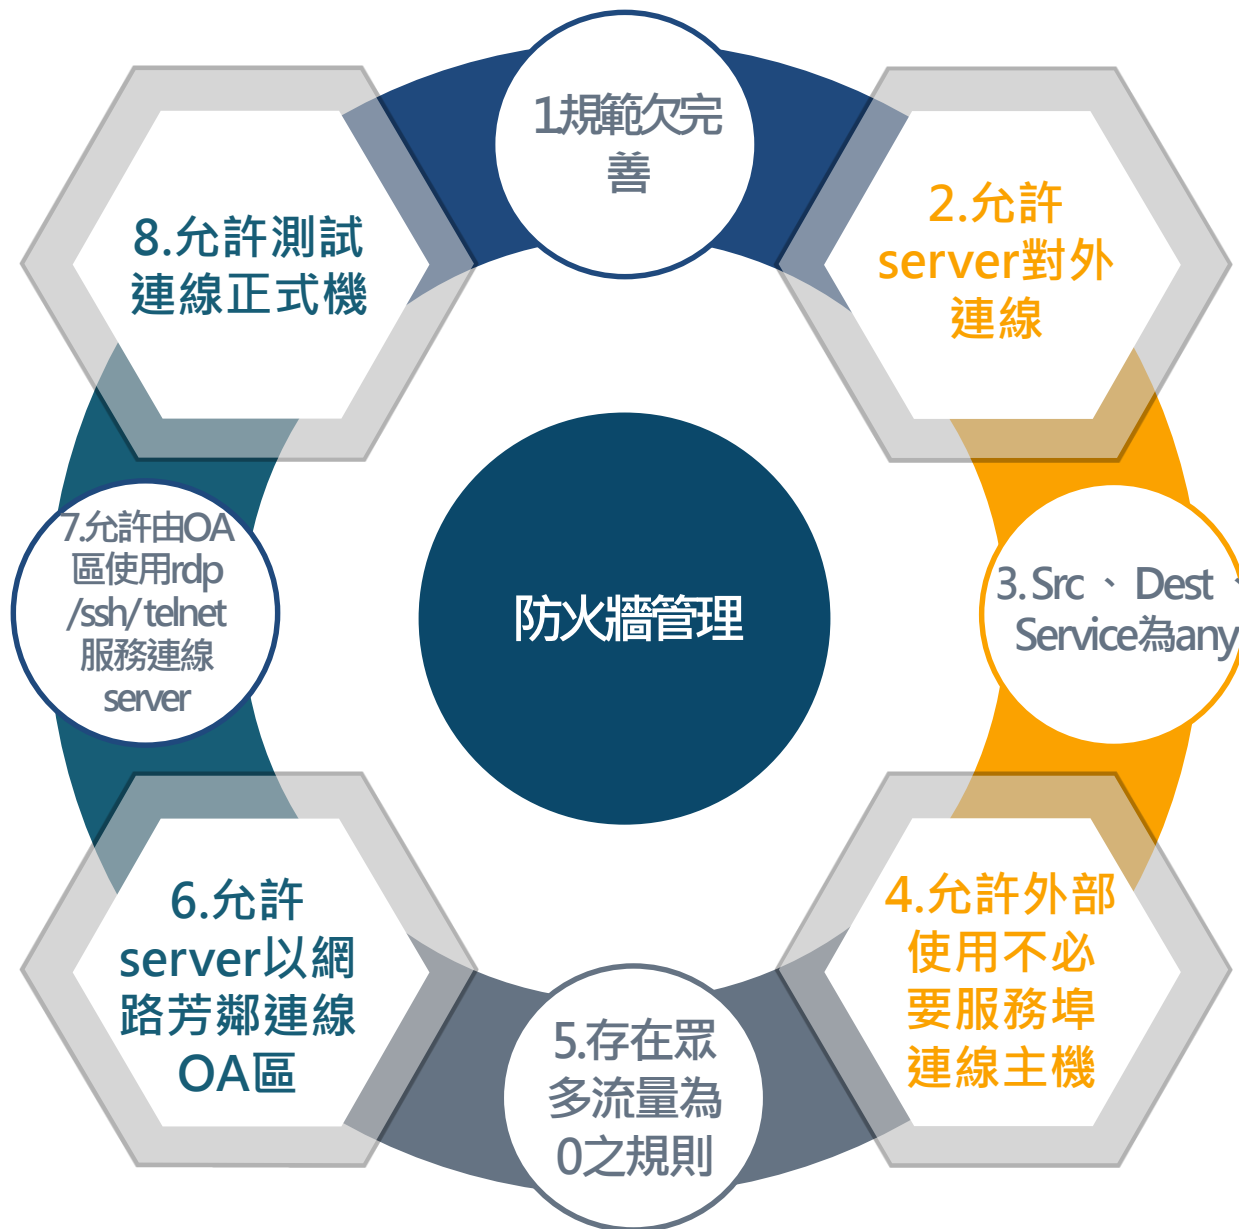 1.規範欠完
善
2.允許
server對外
連線
3. Src 、 Dest 、
Service為any
4.允許外部
使用不必
要服務埠
連線主機
5.存在眾
多流量為
0之規則
6.允許
server以網
路芳鄰連線
OA區
7.允許由OA
區使用rdp
/ssh/telnet
服務連線
server
8.允許測試
連線正式機
防火牆管理